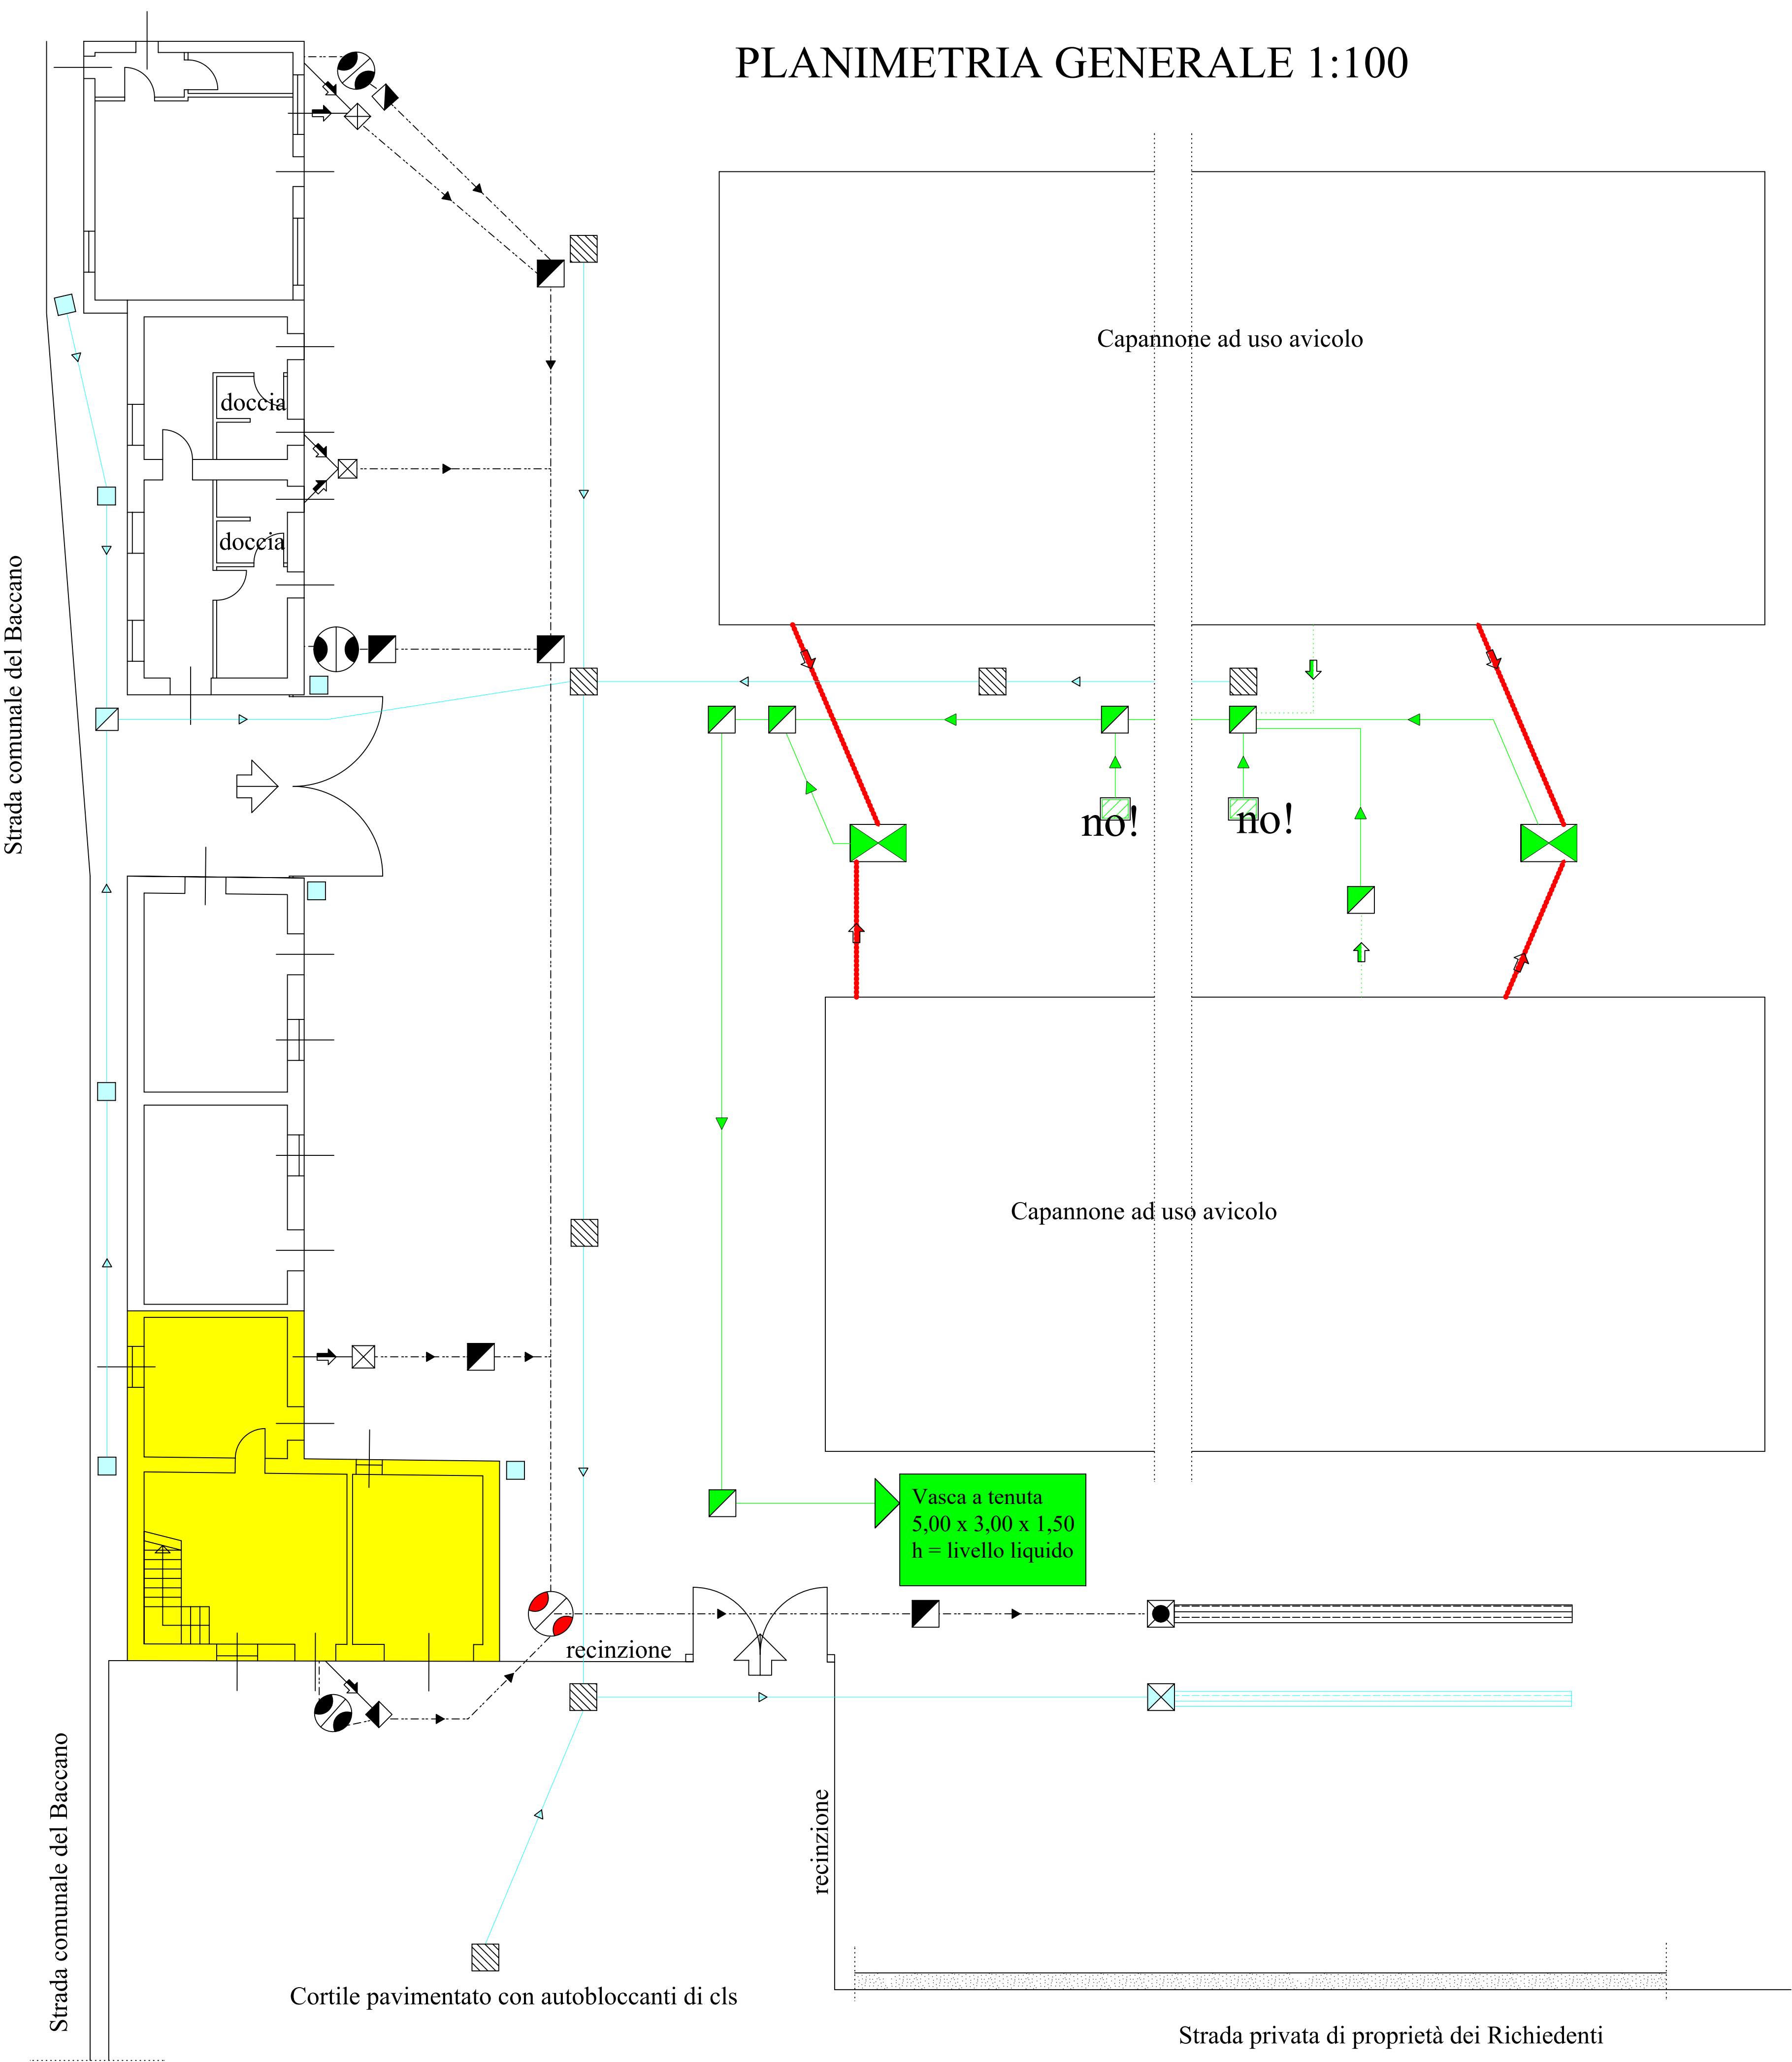 PLANIMETRIA GENERALE 1:100
Capannone ad uso avicolo
doccia
doccia
Strada comunale del Baccano
no!
no!
Capannone ad uso avicolo
Vasca a tenuta
5,00 x 3,00 x 1,50
h = livello liquido
recinzione
Strada comunale del Baccano
recinzione
Cortile pavimentato con autobloccanti di cls
Strada privata di proprietà dei Richiedenti